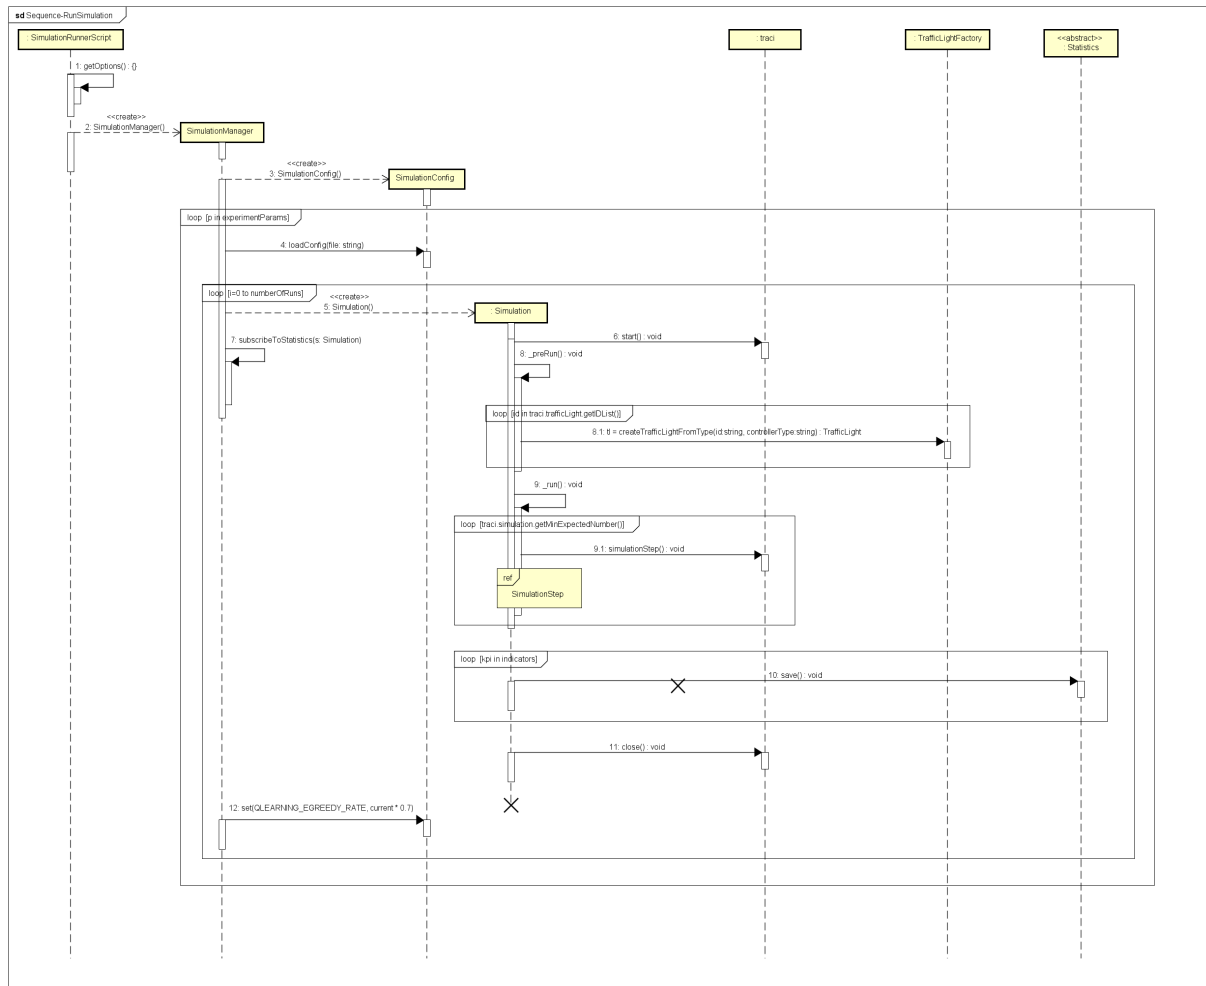 sd Sequence-RunSimulation
: SimulationRunnerScript
: traci
: TrafficLightFactory
<<abstract>>
: Statistics
1: getOptions() : {}
<<create>>
2: SimulationManager()
SimulationManager
<<create>>
3: SimulationConfig()
SimulationConfig
loop [p in experimentParams]
4: loadConfig(file: string)
loop [i=0 to numberOfRuns]
<<create>>
5: Simulation()
: Simulation
6: start() : void
7: subscribeToStatistics(s: Simulation)
8: _preRun() : void
loop [id in traci.trafficLight.getIDList()]
8.1: tl = createTrafficLightFromType(id:string, controllerType:string) : TrafficLight
9: _run() : void
loop [traci.simulation.getMinExpectedNumber()]
9.1: simulationStep() : void
ref
SimulationStep
loop [kpi in indicators]
10: save() : void
11: close() : void
12: set(QLEARNING_EGREEDY_RATE, current * 0.7)